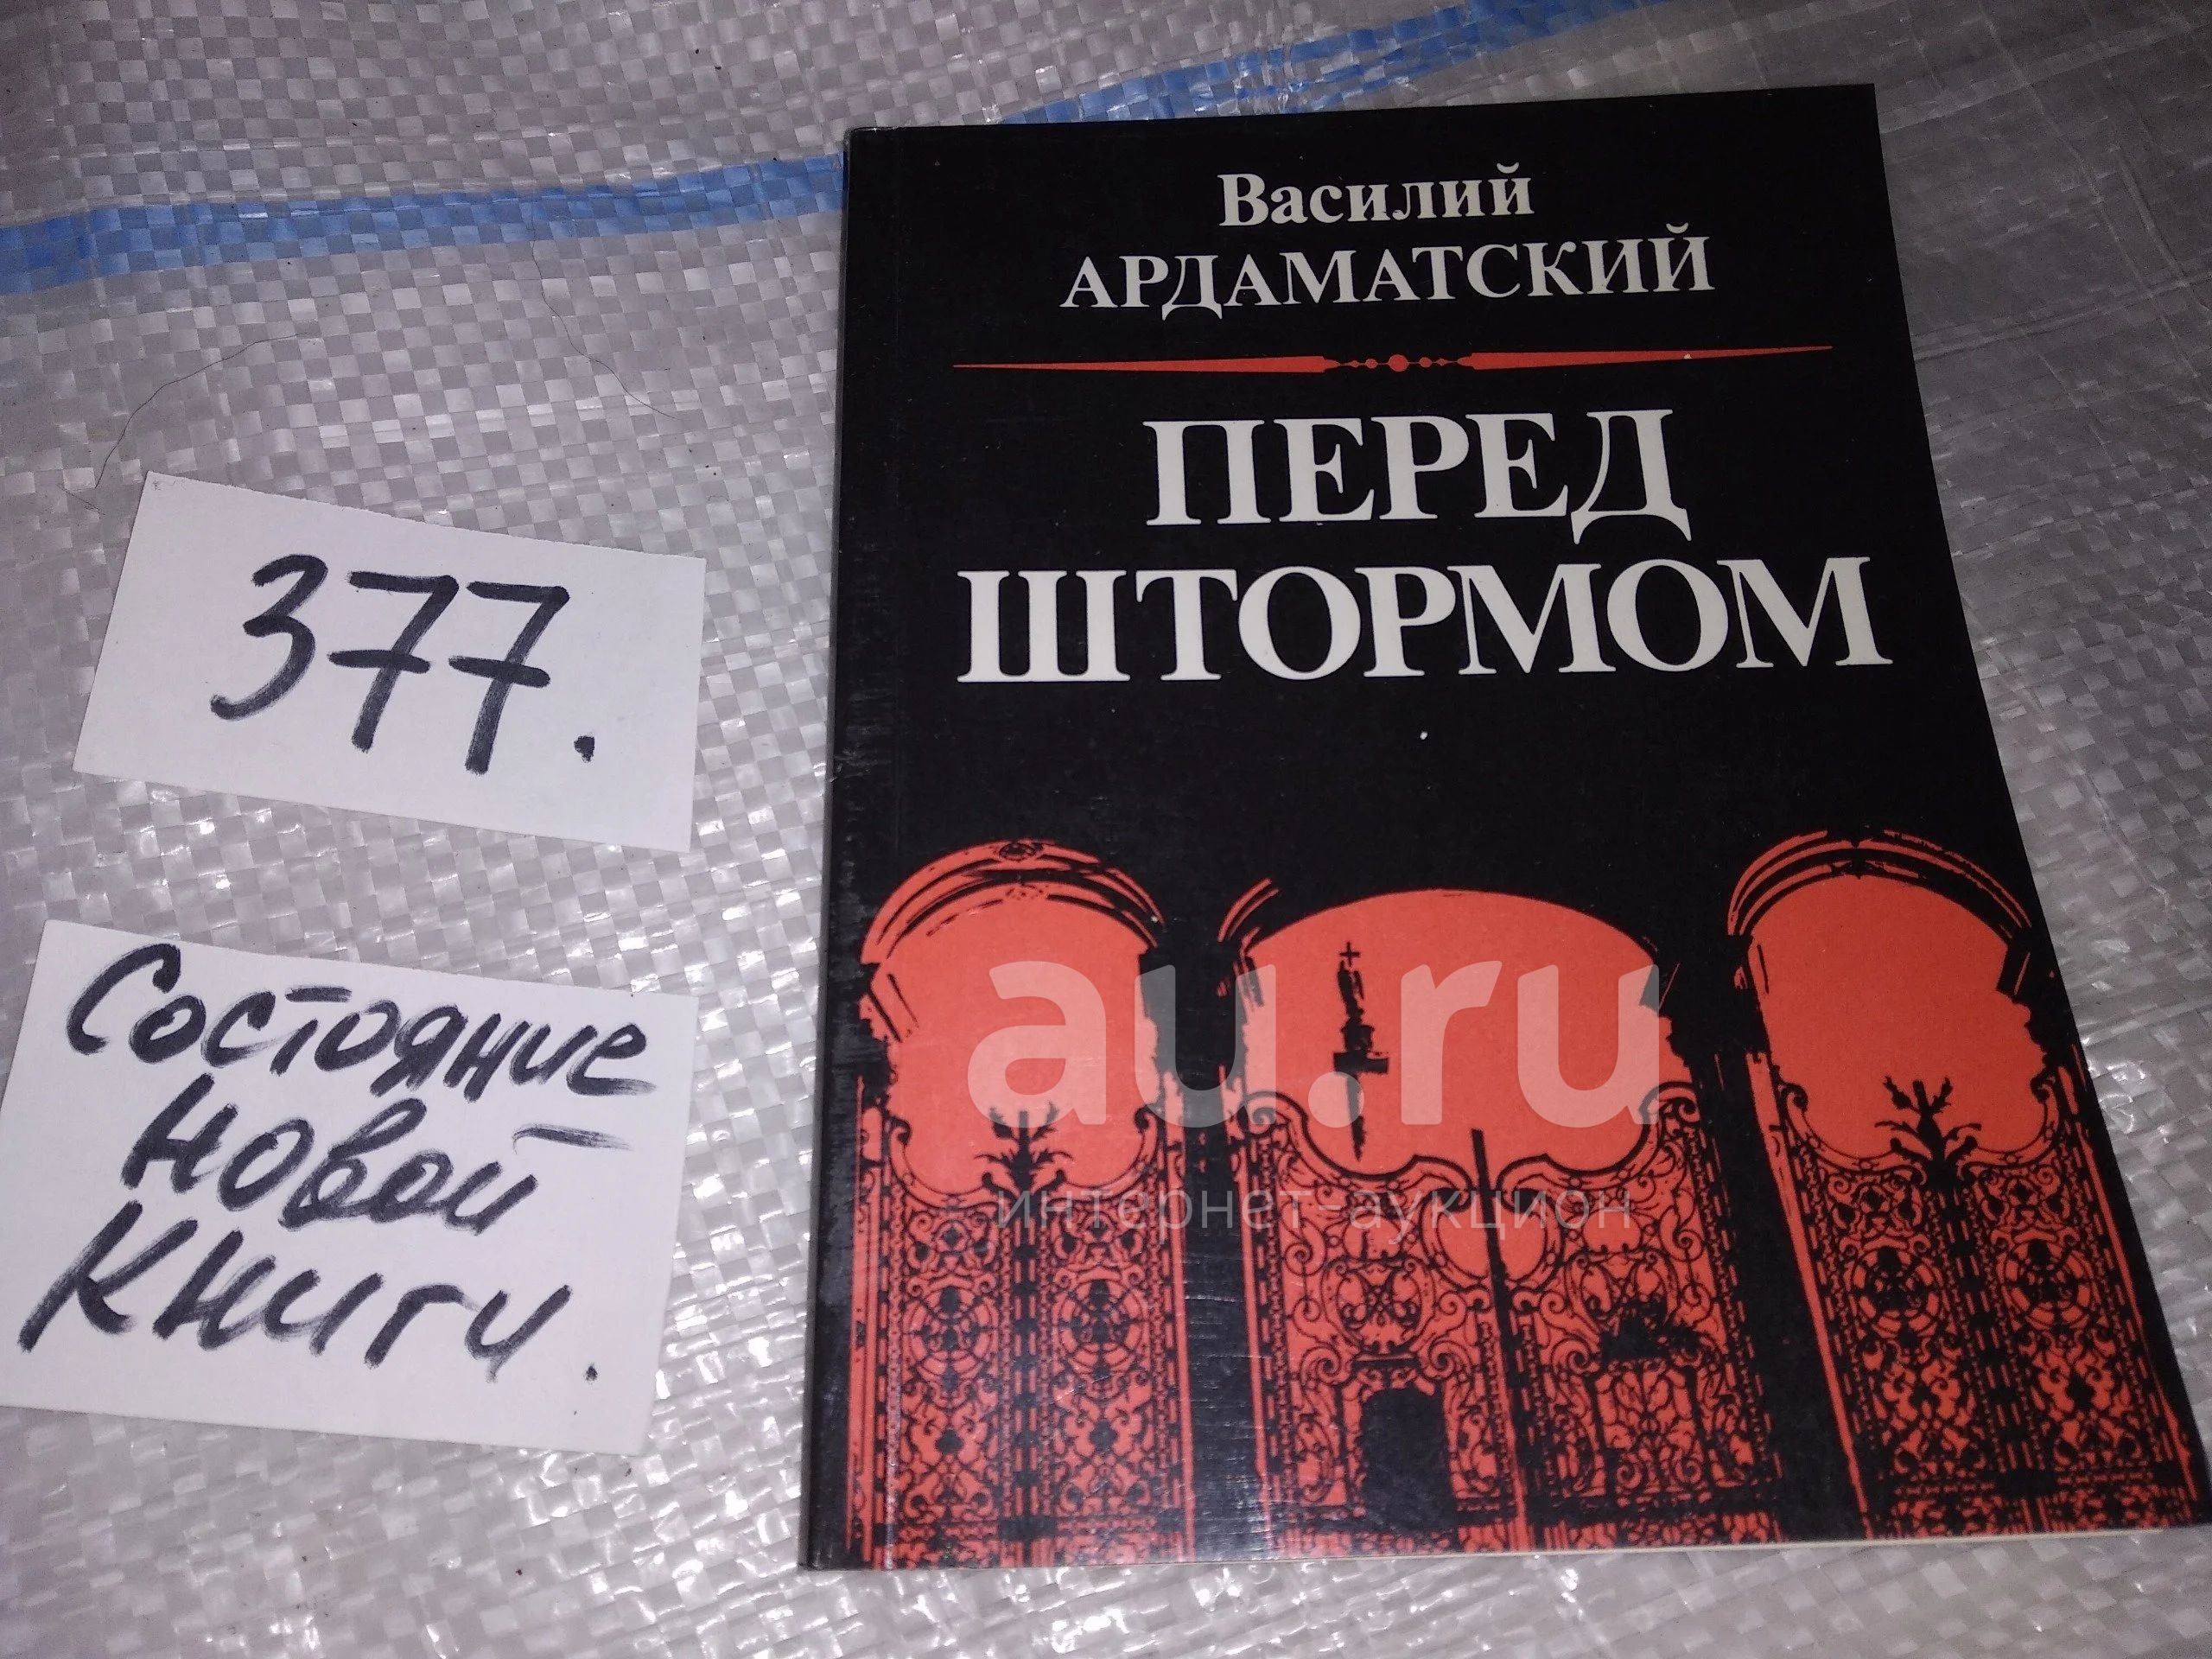 Василий
АРДАМАТСКИЙ
ПЕРЕД
ШТОРМОМ
377.
Состояние
новой
книги.
au.ru
интернет-аукцион